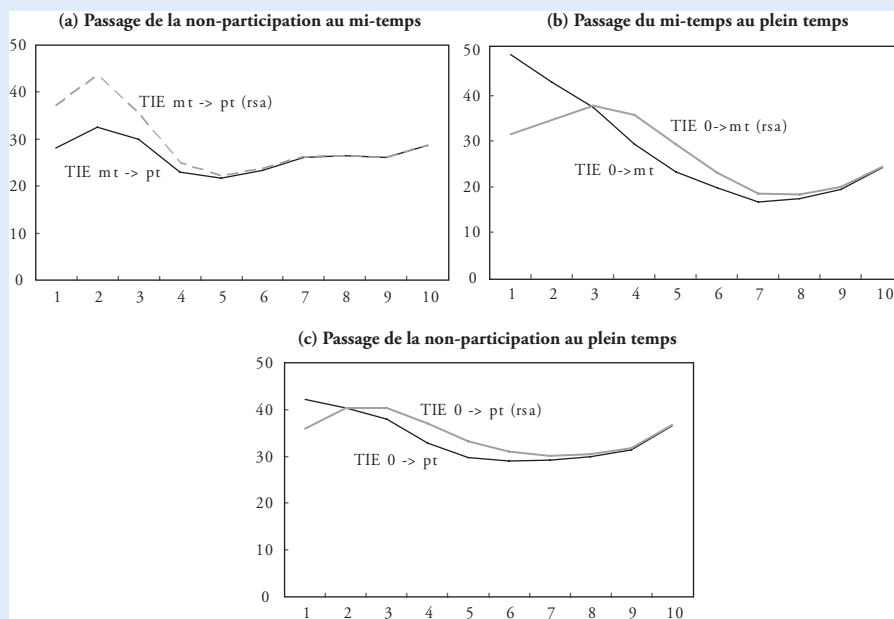 (a) Passage de la non-participation au mi-temps
50
40
30
20
10
0
TIE mt -> pt (rsa)
TIE mt -> pt
1 2 3 4 5 6 7 8 9 10
(b) Passage du mi-temps au plein temps
50
40
30
20
10
0
TIE 0->mt (rsa)
TIE 0->mt
1 2 3 4 5 6 7 8 9 10
(c) Passage de la non-participation au plein temps
50
40
30
20
10
0
TIE 0 -> pt (rsa)
TIE 0 -> pt
1 2 3 4 5 6 7 8 9 10